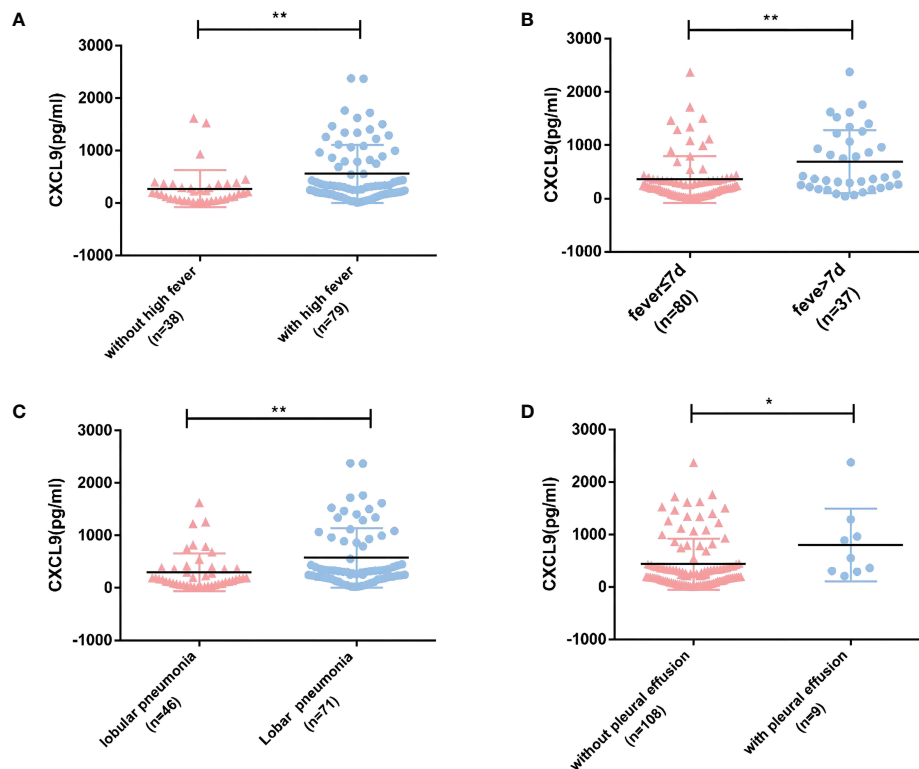 A
**
3000
2000
1000
0
-1000
CXCL9(pg/ml)
without high fever
(n=38)
with high fever
(n=79)
B
**
3000
2000
1000
0
-1000
CXCL9(pg/ml)
fever≤7d
(n=80)
feve>7d
(n=37)
C
**
3000
2000
1000
0
-1000
CXCL9(pg/ml)
lobular pneumonia
(n=46)
Lobar pneumonia
(n=71)
D
*
3000
2000
1000
0
-1000
CXCL9(pg/ml)
without pleural effusion
(n=108)
with pleural effusion
(n=9)